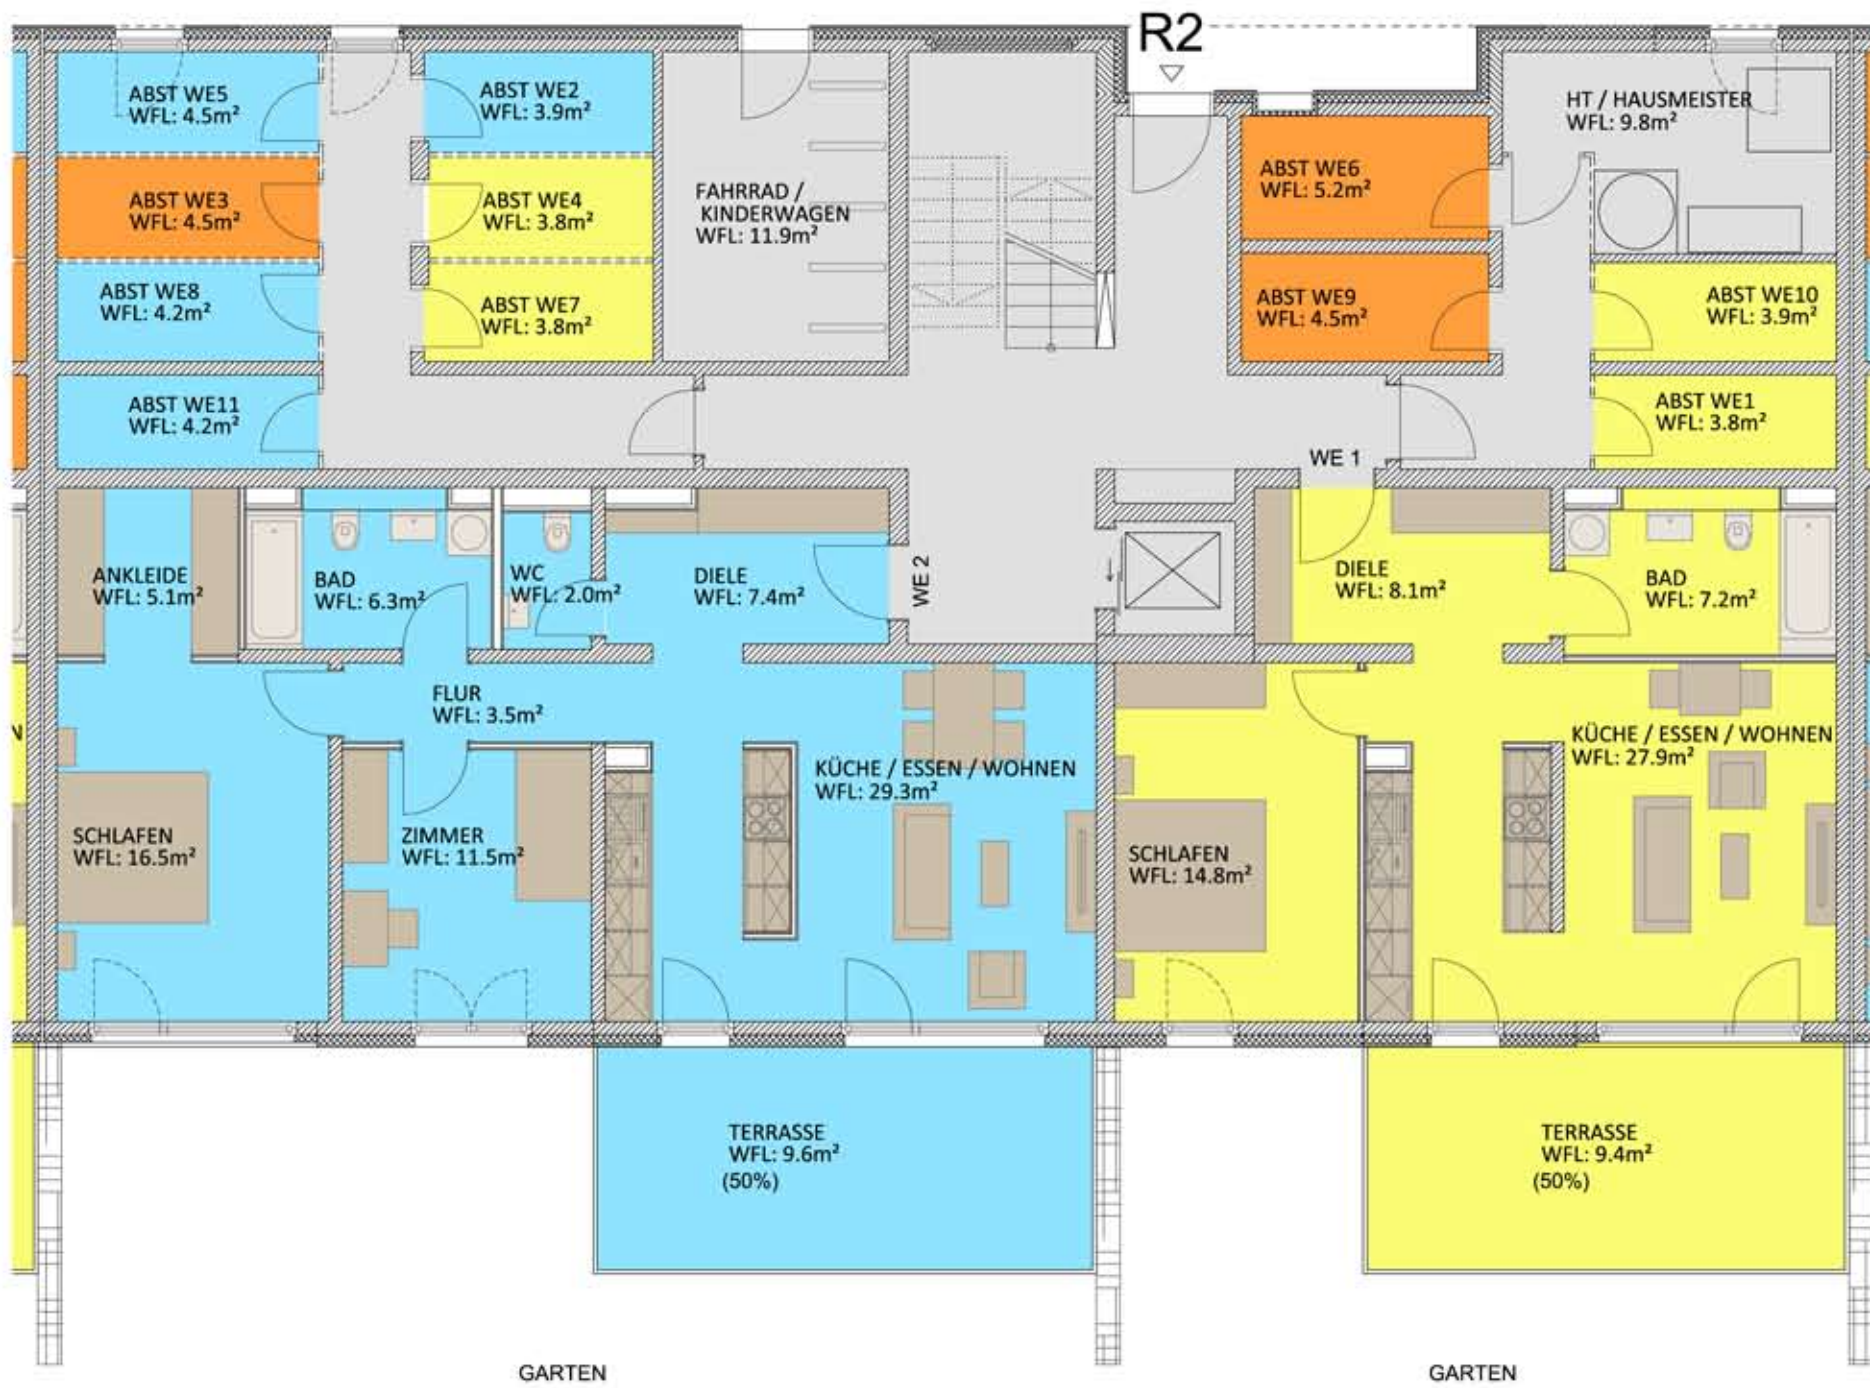 R2
ABST WE5
WFL: 4.5m²
ABST WE2
WFL: 3.9m²
HT / HAUSMEISTER
WFL: 9.8m²
ABST WE3
WFL: 4.5m²
ABST WE4
WFL: 3.8m²
FAHRRAD /
KINDERWAGEN
WFL: 11.9m²
ABST WE6
WFL: 5.2m²
ABST WE8
WFL: 4.2m²
ABST WE7
WFL: 3.8m²
ABST WE9
WFL: 4.5m²
ABST WE10
WFL: 3.9m²
ABST WE11
WFL: 4.2m²
ABST WE1
WFL: 3.8m²
WE 1
ANKLEIDE
WFL: 5.1m²
BAD
WFL: 6.3m²
WC
WFL: 2.0m²
DIELE
WFL: 7.4m²
WE 2
DIELE
WFL: 8.1m²
BAD
WFL: 7.2m²
FLUR
WFL: 3.5m²
N
KÜCHE / ESSEN / WOHNEN
WFL: 29.3m²
KÜCHE / ESSEN / WOHNEN
WFL: 27.9m²
SCHLAFEN
WFL: 16.5m²
ZIMMER
WFL: 11.5m²
SCHLAFEN
WFL: 14.8m²
TERRASSE
WFL: 9.6m²
(50%)
TERRASSE
WFL: 9.4m²
(50%)
GARTEN
GARTEN